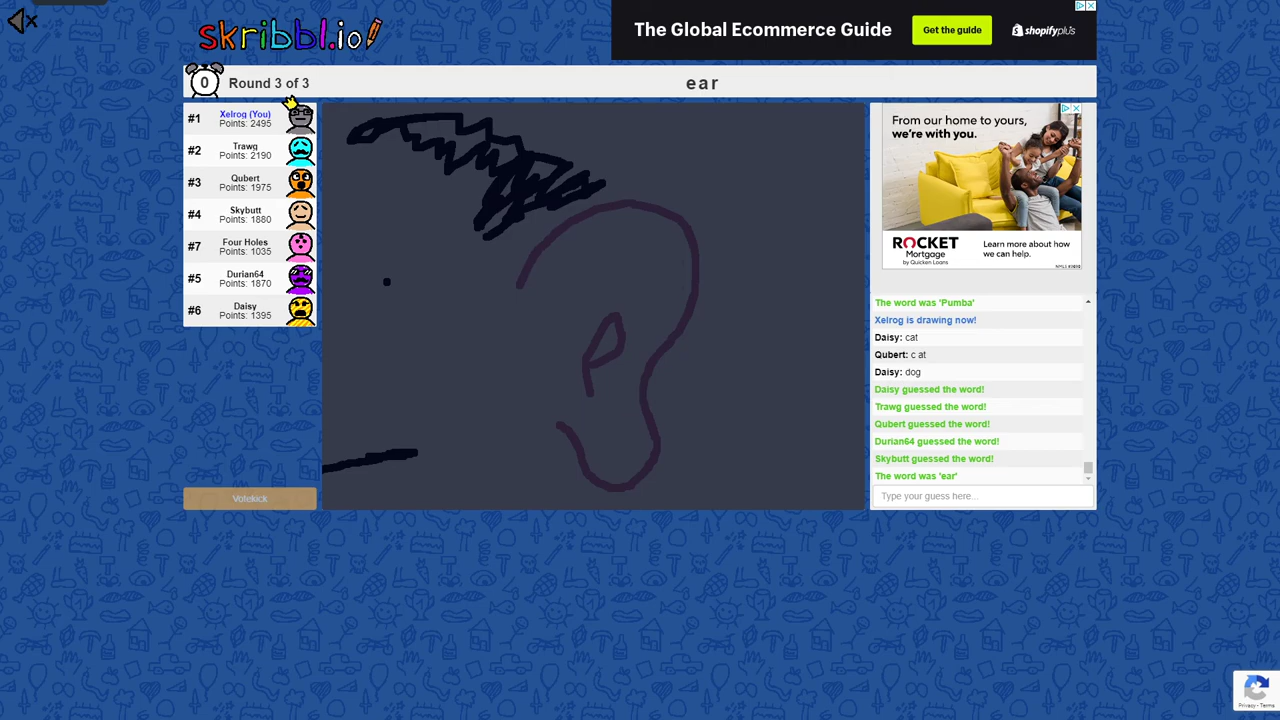 skribbl.io
The Global Ecommerce Guide
Get the guide
shopifyplus
0
Round 3 of 3
ear
#1
Xelrog (You)
Points: 2495
#2
Trawg
Points: 2190
#3
Qubert
Points: 1975
#4
Skybutt
Points: 1880
#7
Four Holes
Points: 1035
#5
Durian64
Points: 1870
#6
Daisy
Points: 1395
Votekick
From our home to yours,
we're with you.
ROCKET
Mortgage
by Quicken Loans
Learn more about how
we can help.
The word was 'Pumba'
Xelrog is drawing now!
Daisy: cat
Qubert: c at
Daisy: dog
Daisy guessed the word!
Trawg guessed the word!
Qubert guessed the word!
Durian64 guessed the word!
Skybutt guessed the word!
The word was 'ear'
Type your guess here...
Privacy - Terms